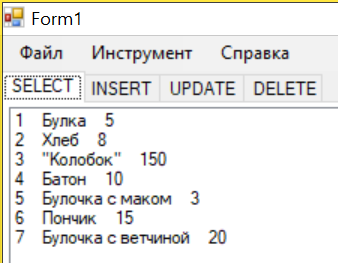 Form1
Файл Инструмент Справка
SELECT INSERT UPDATE DELETE
1 Булка 5
2 Хлеб 8
3 "Колобок" 150
4 Батон 10
5 Булочка с маком 3
6 Пончик 15
7 Булочка с ветчиной 20